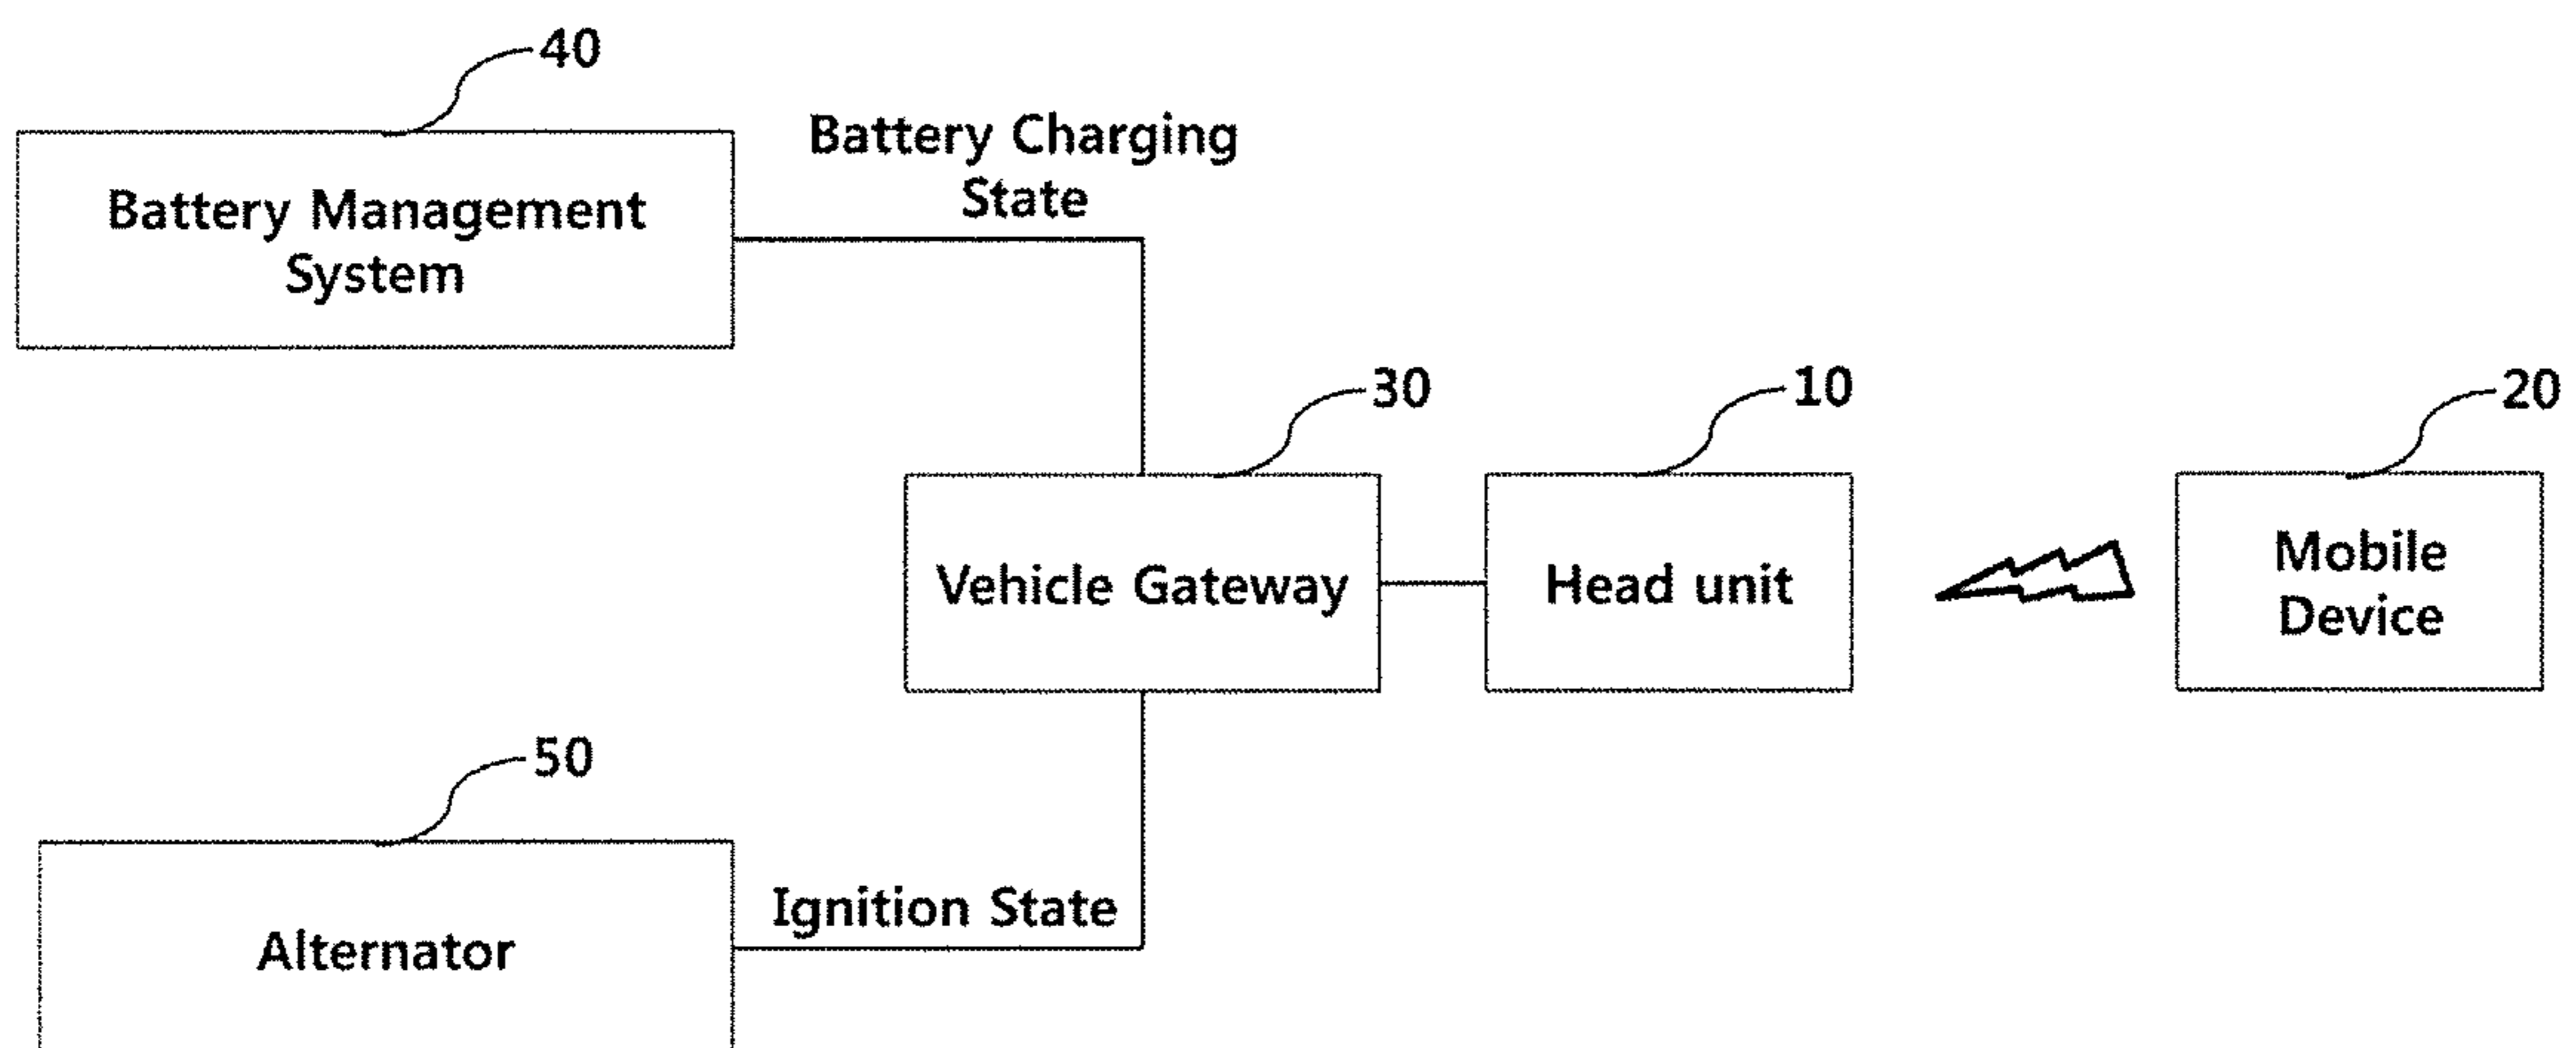 40
Battery Charging
State
Battery Management
System
30
10
20
Vehicle Gateway
Head unit
Mobile
Device
50
Ignition State
Alternator